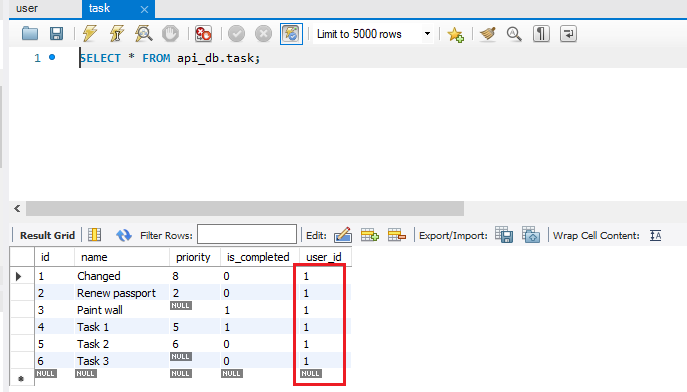 user task
Limit to 5000 rows
1 SELECT * FROM api_db.task;
Result Grid Filter Rows: Edit: Export/Import: Wrap Cell Content:
id name priority is_completed user_id
1 Changed 8 0 1
2 Renew passport 2 0 1
3 Paint wall NULL 1 1
4 Task 1 5 1 1
5 Task 2 6 0 1
6 Task 3 NULL 0 1
NULL NULL NULL NULL NULL